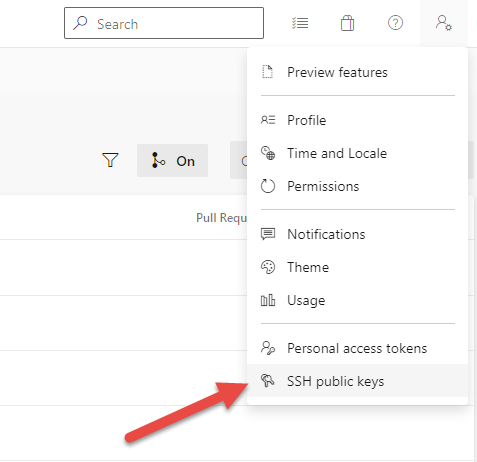 Search
Preview features
Profile
On
Time and Locale
Permissions
Pull Requ
Notifications
Theme
Usage
Personal access tokens
SSH public keys